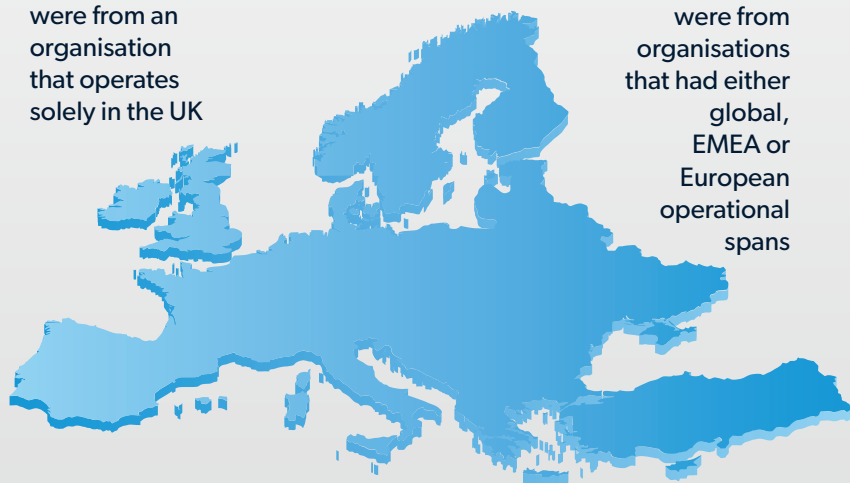 were from an
organisation
that operates
solely in the UK
were from
organisations
that had either
global,
EMEA or
European
operational
spans